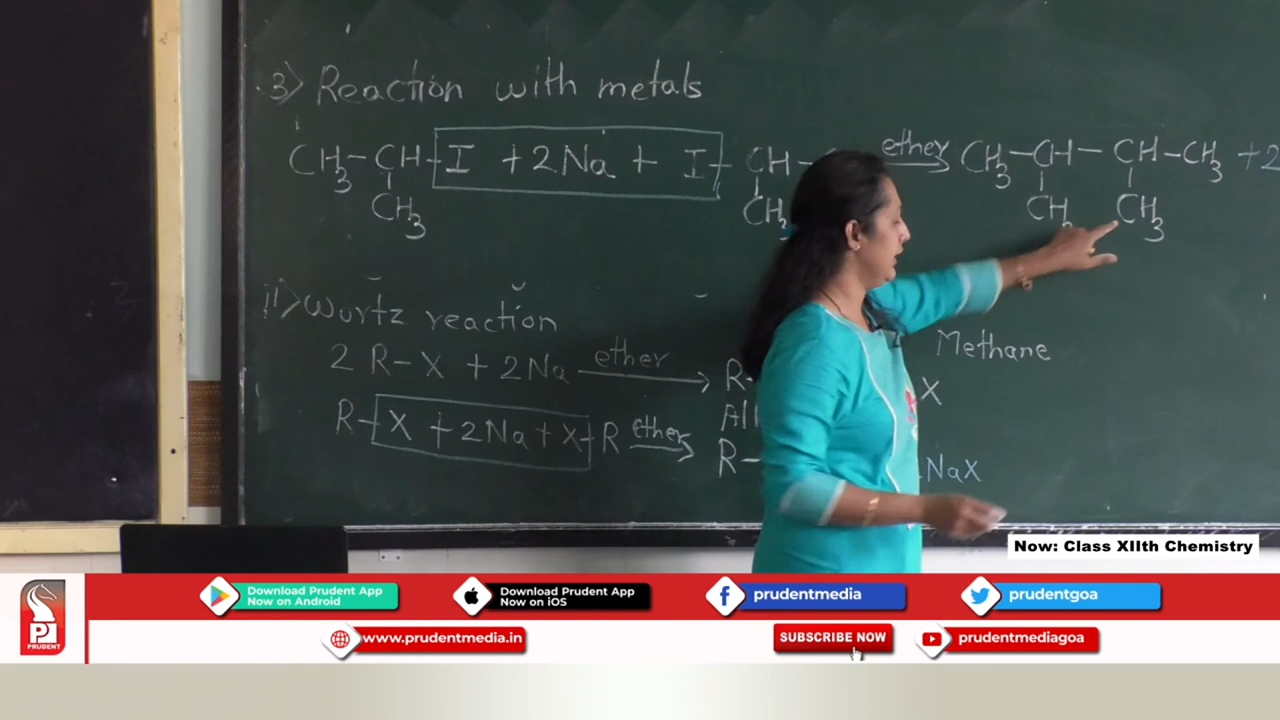 3> Reaction with metals
CH3-CH-I +2Na + I-CH- ether CH3-CH-CH-CH3 +2
CH3 CH3 CH3 CH3
ii> Wurtz reaction
2 R-X + 2Na ether R- X
Methane
R-X +2Na+X-R ether R- NaX
Now: Class XIIth Chemistry
Download Prudent App
Now on Android
Download Prudent App
Now on iOS
prudentmedia
prudentgoa
PRUDENT
www.prudentmedia.in
SUBSCRIBE NOW
prudentmediagoa